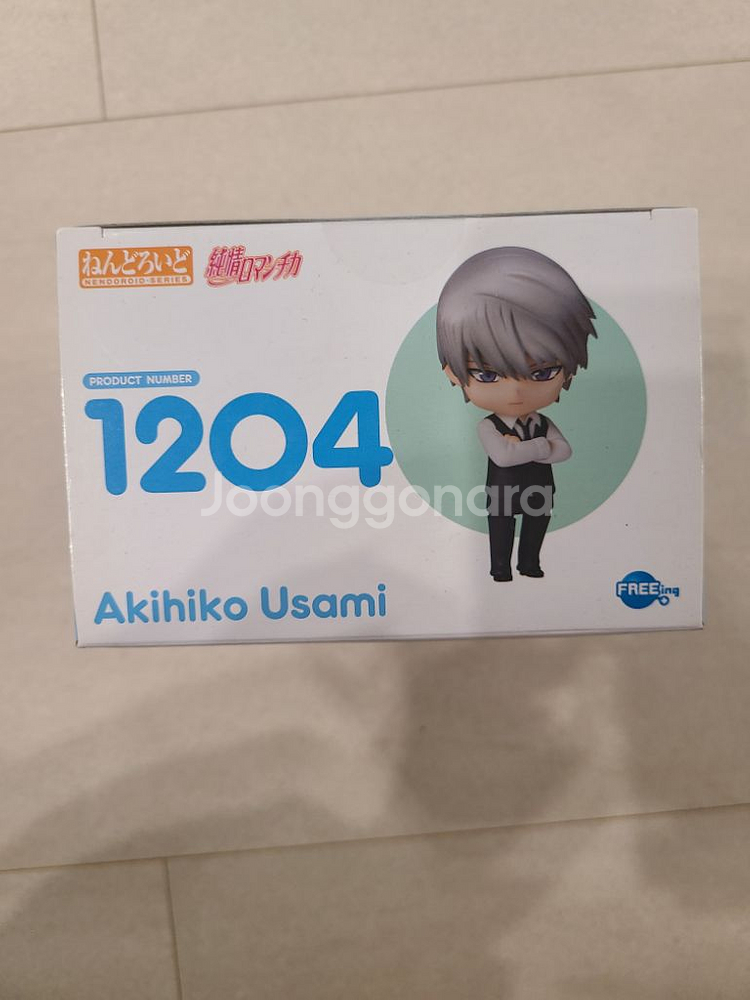 ねんどろいど
NENDOROID-SERIES
純情ロマンチカ
PRODUCT NUMBER
1204
Joonggonara
Akihiko Usami
FREEing